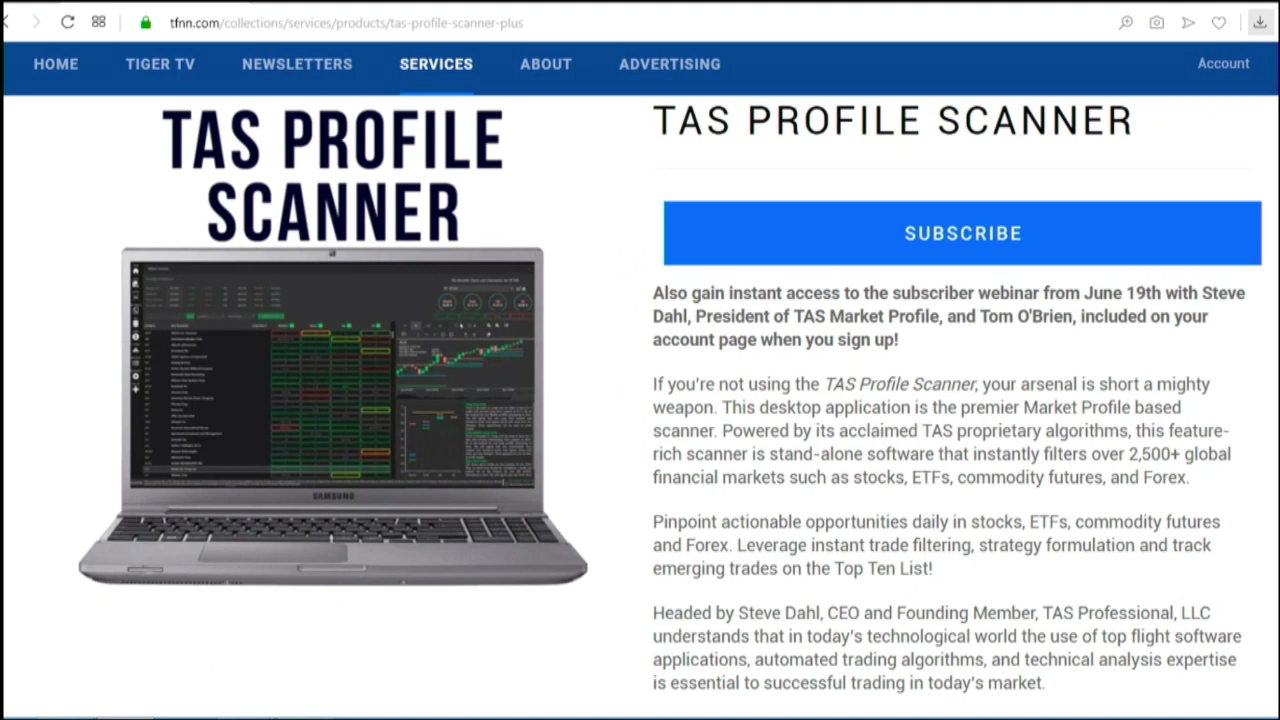 tfnn.com/collections/services/products/tas-profile-scanner-plus
HOME TIGER TV NEWSLETTERS SERVICES ABOUT ADVERTISING Account
TAS PROFILE
SCANNER
SAMSUNG
TAS PROFILE SCANNER
SUBSCRIBE
Also gain instant access to the subscriber webinar from June 19th with Steve
Dahl, President of TAS Market Profile, and Tom O'Brien, included on your
account page when you sign up!
If you're not using the TAS Profile Scanner, your arsenal is short a mighty
weapon. This desktop application is the premier Market Profile based
scanner. Powered by its acclaimed TAS proprietary algorithms, this feature-
rich scanner is stand-alone software that instantly filters over 2,500+ global
financial markets such as stocks, ETFs, commodity futures, and Forex.
Pinpoint actionable opportunities daily in stocks, ETFs, commodity futures
and Forex. Leverage instant trade filtering, strategy formulation and track
emerging trades on the Top Ten List!
Headed by Steve Dahl, CEO and Founding Member, TAS Professional, LLC
understands that in today's technological world the use of top flight software
applications, automated trading algorithms, and technical analysis expertise
is essential to successful trading in today's market.